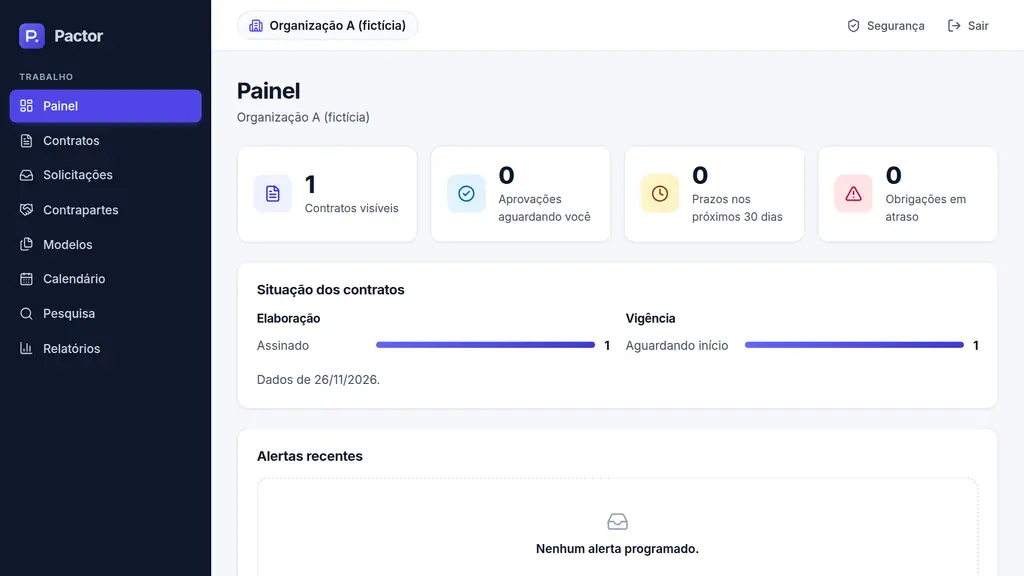 P. Pactor
TRABALHO
Painel
Contratos
Solicitações
Contrapartes
Modelos
Calendário
Pesquisa
Relatórios
Organização A (fictícia)
Segurança
Sair
Painel
Organização A (fictícia)
1
Contratos visíveis
0
Aprovações
aguardando você
0
Prazos nos
próximos 30 dias
0
Obrigações em
atraso
Situação dos contratos
Elaboração
Assinado 1
Vigência
Aguardando início 1
Dados de 26/11/2026.
Alertas recentes
Nenhum alerta programado.